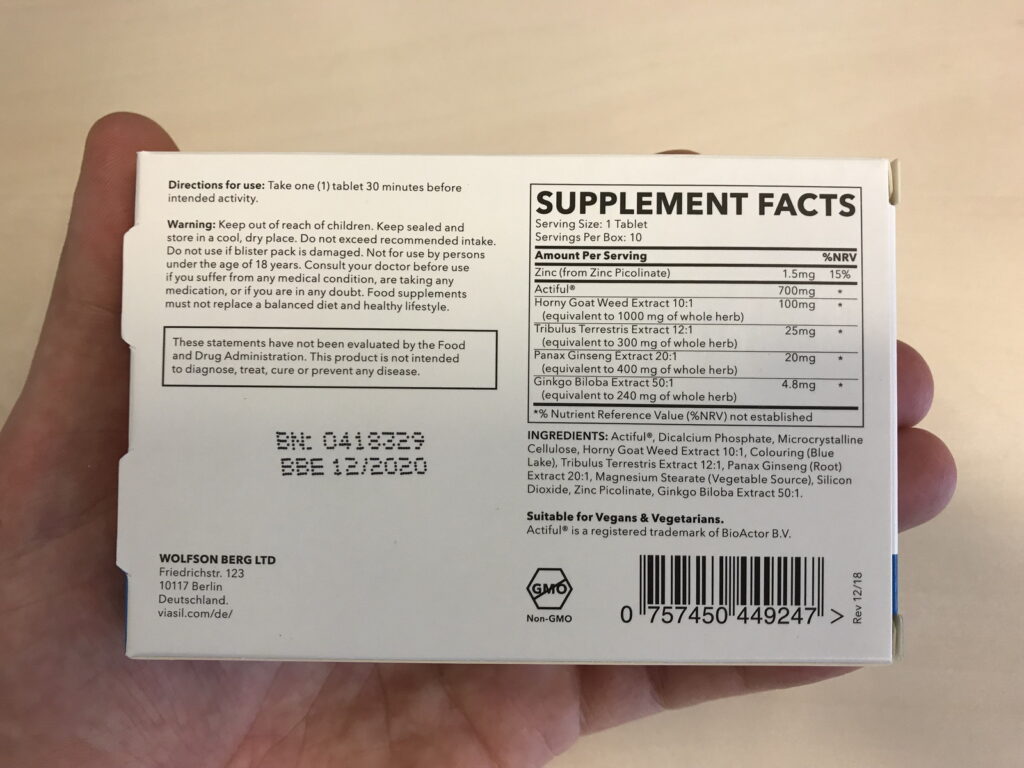 Directions for use: Take one (1) tablet 30 minutes before
intended activity.
Warning: Keep out of reach of children. Keep sealed and
store in a cool, dry place. Do not exceed recommended intake.
Do not use if blister pack is damaged. Not for use by persons
under the age of 18 years. Consult your doctor before use
if you suffer from any medical condition, are taking any
medication, or if you are in any doubt. Food supplements
must not replace a balanced diet and healthy lifestyle.
These statements have not been evaluated by the Food
and Drug Administration. This product is not intended
to diagnose, treat, cure or prevent any disease.
BN: 0418329
BBE 12/2020
WOLFSON BERG LTD
Friedrichstr. 123
10117 Berlin
Deutschland.
viasil.com/de/
SUPPLEMENT FACTS
Serving Size: 1 Tablet
Servings Per Box: 10
Amount Per Serving %NRV
Zinc (from Zinc Picolinate) 1.5mg 15%
Actiful® 700mg *
Horny Goat Weed Extract 10:1 100mg *
(equivalent to 1000 mg of whole herb)
Tribulus Terrestris Extract 12:1 25mg *
(equivalent to 300 mg of whole herb)
Panax Ginseng Extract 20:1 20mg *
(equivalent to 400 mg of whole herb)
Ginkgo Biloba Extract 50:1 4.8mg *
(equivalent to 240 mg of whole herb)
*% Nutrient Reference Value (%NRV) not established
INGREDIENTS: Actiful®, Dicalcium Phosphate, Microcrystalline
Cellulose, Horny Goat Weed Extract 10:1, Colouring (Blue
Lake), Tribulus Terrestris Extract 12:1, Panax Ginseng (Root)
Extract 20:1, Magnesium Stearate (Vegetable Source), Silicon
Dioxide, Zinc Picolinate, Ginkgo Biloba Extract 50:1.
Suitable for Vegans & Vegetarians.
Actiful® is a registered trademark of BioActor B.V.
GMO
Non-GMO
0 757450 449247 >
Rev 12/18